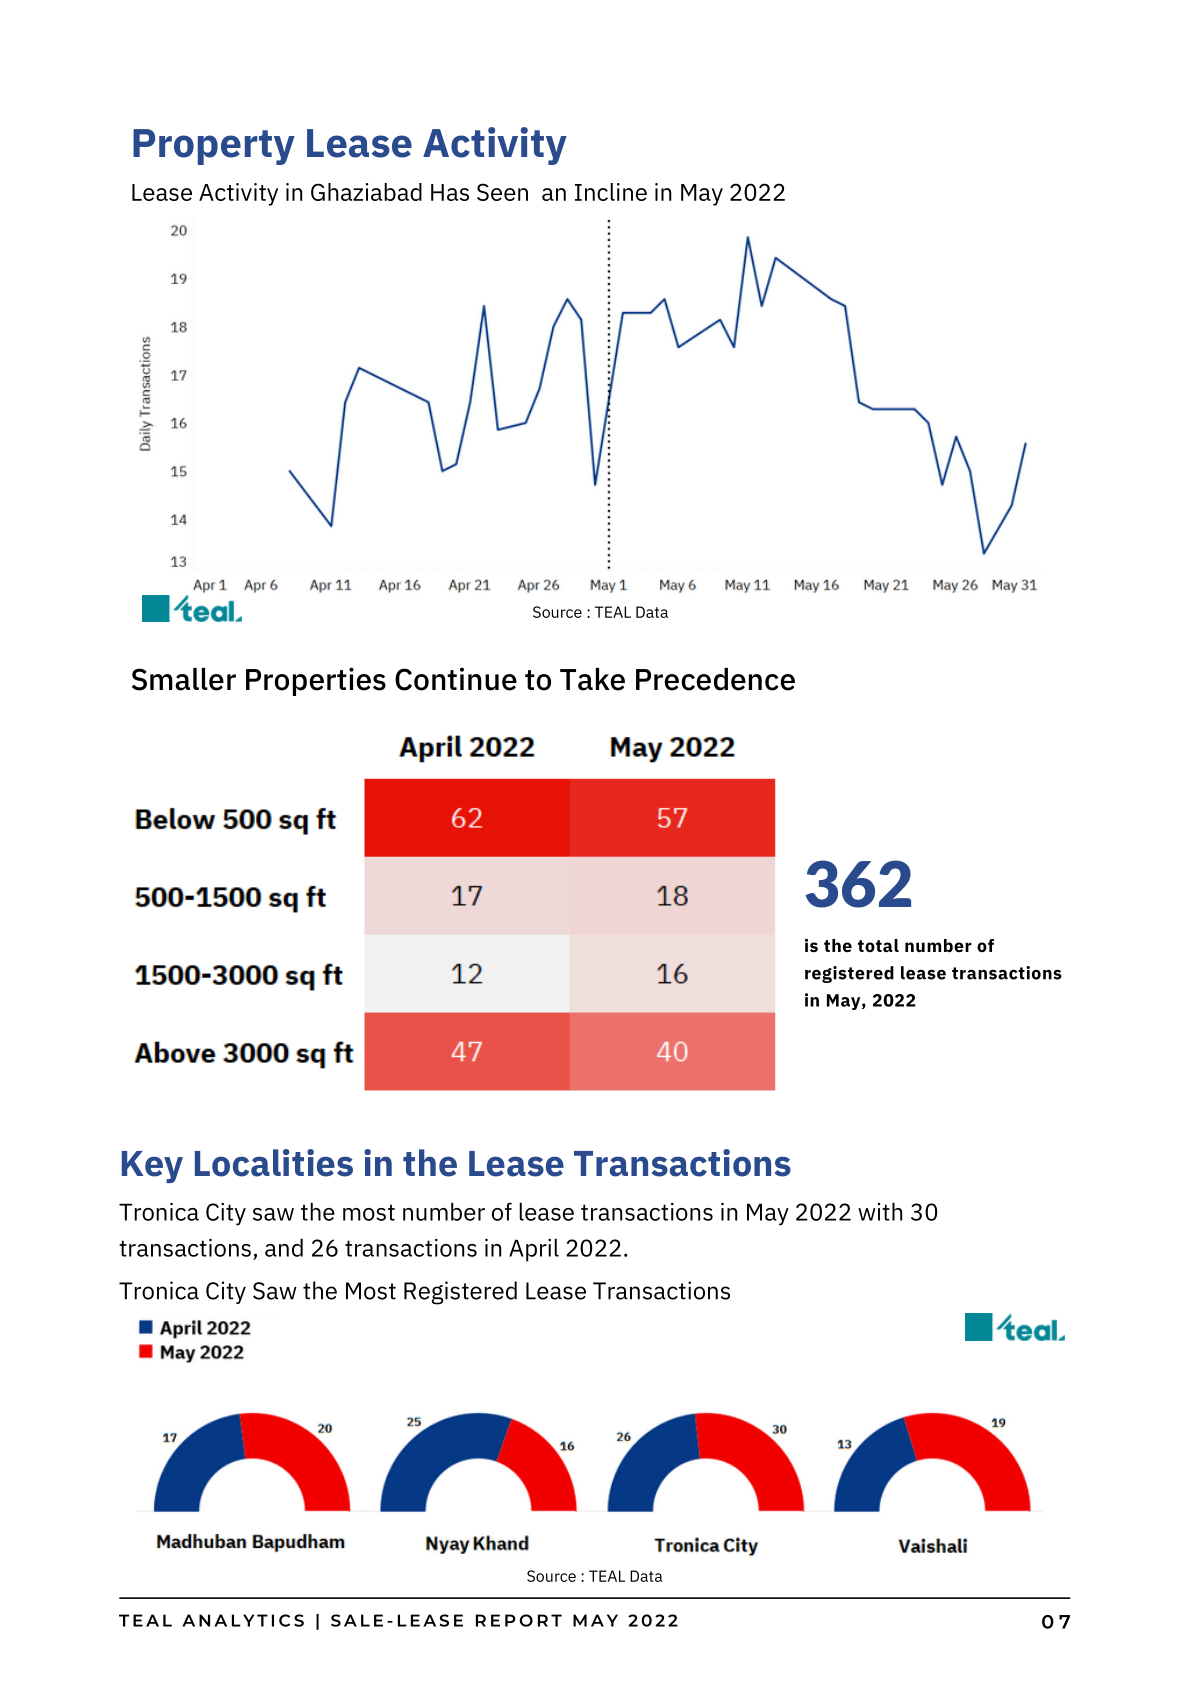 Property Lease Activity
Lease Activity in Ghaziabad Has Seen  an Incline in May 2022
20
19
18
17
16
15
14
13
Daily Transactions
Apr 1 Apr 6 Apr 11 Apr 16 Apr 21 Apr 26 May 1 May 6 May 11 May 16 May 21 May 26 May 31
teal.
Source : TEAL Data
Smaller Properties Continue to Take Precedence
April 2022 May 2022
Below 500 sq ft 62 57
500-1500 sq ft 17 18
1500-3000 sq ft 12 16
Above 3000 sq ft 47 40
362
is the total number of
registered lease transactions
in May, 2022
Key Localities in the Lease Transactions
Tronica City saw the most number of lease transactions in May 2022 with 30
transactions, and 26 transactions in April 2022.
Tronica City Saw the Most Registered Lease Transactions
April 2022
May 2022
teal.
17 20 25 16 26 30 13 19
Madhuban Bapudham Nyay Khand Tronica City Vaishali
Source : TEAL Data
TEAL ANALYTICS | SALE-LEASE REPORT MAY 2022 07